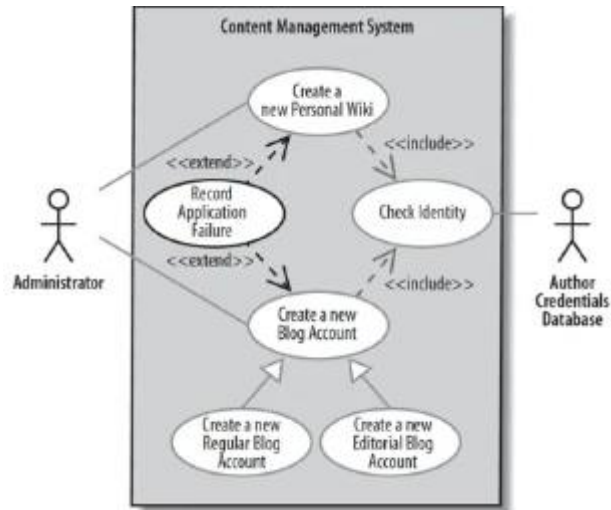 Content Management System
Create a
new Personal Wiki
<<include>>
<<extend>>
Record
Application
Failure
Check Identity
<<extend>>
<<include>>
Administrator
Author
Credentials
Database
Create a new
Blog Account
Create a new
Regular Blog
Account
Create a new
Editorial Blog
Account